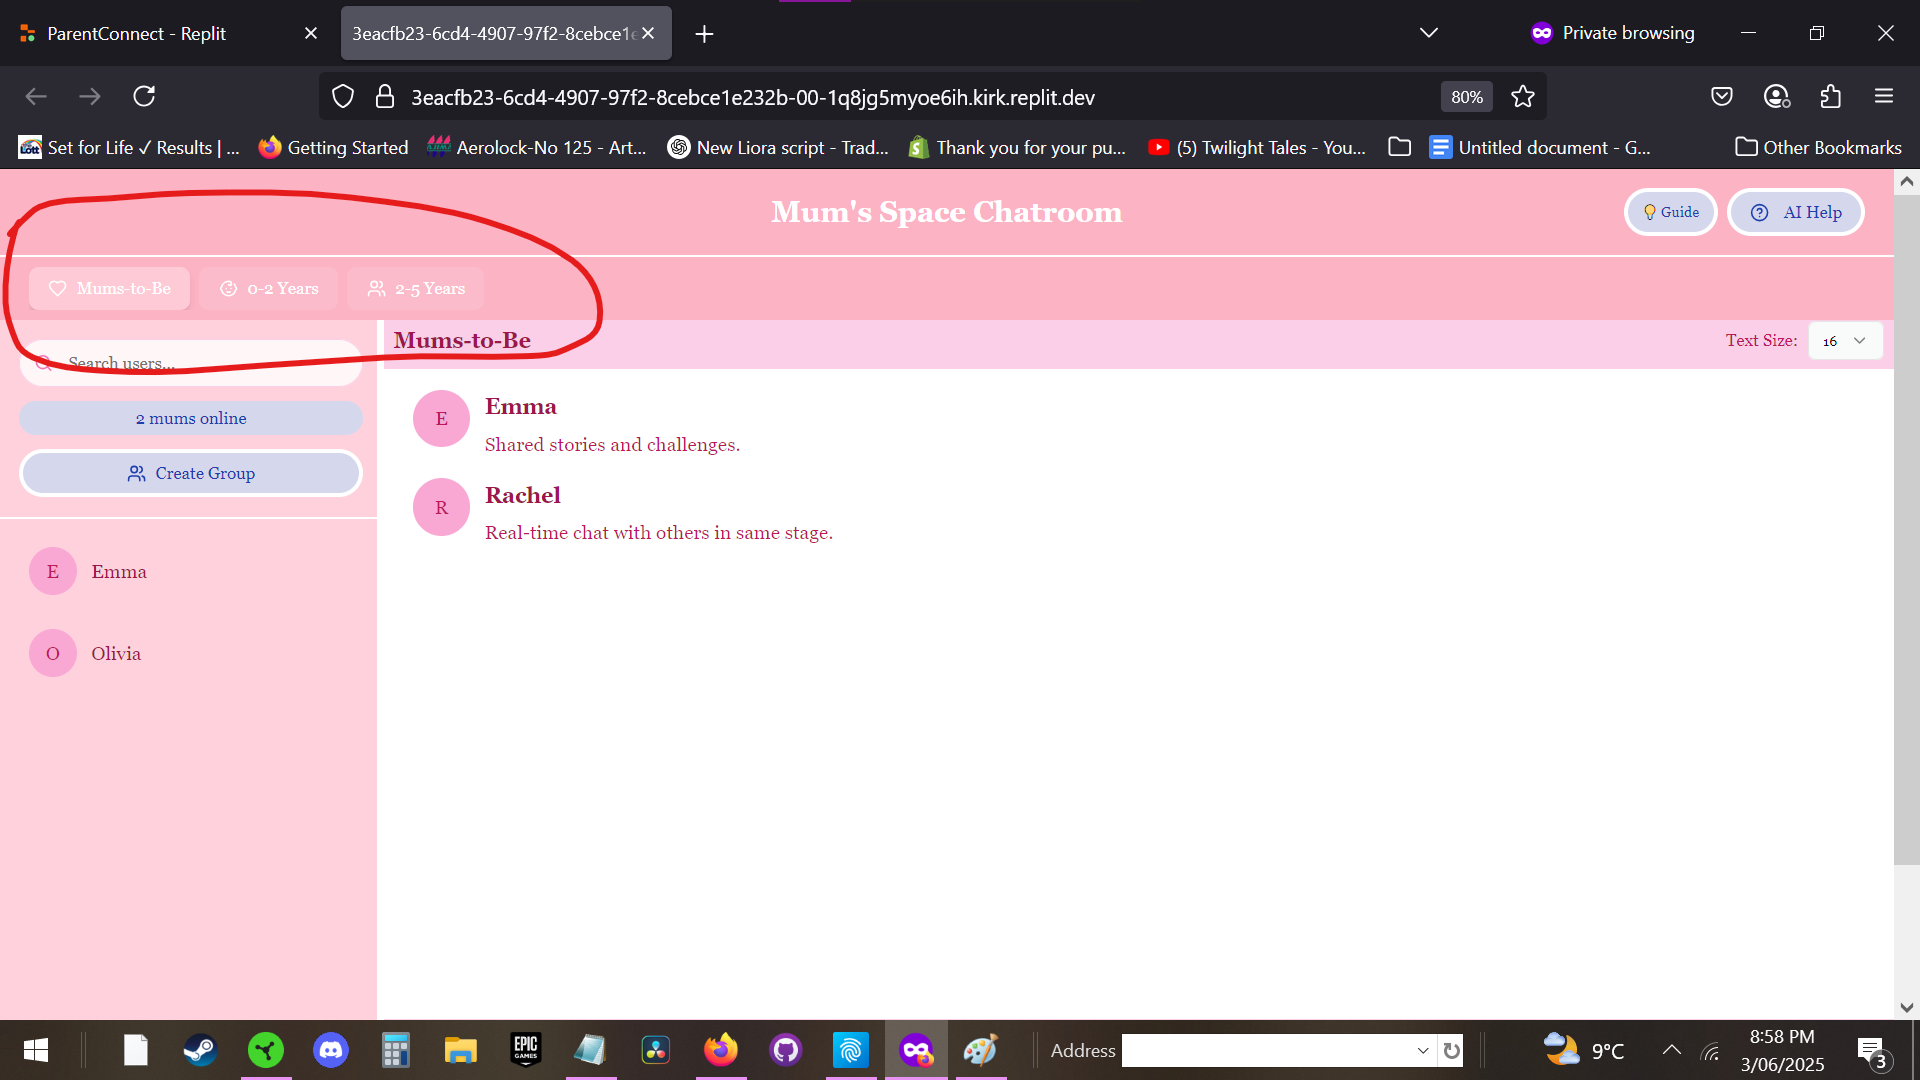 ParentConnect - Replit
3eacfb23-6cd4-4907-97f2-8cebce1e
Private browsing
3eacfb23-6cd4-4907-97f2-8cebce1e232b-00-1q8jg5myoe6ih.kirk.replit.dev
80%
Set for Life ✓ Results | ...
Getting Started
Aerolock-No 125 - Art...
New Liora script - Trad...
Thank you for your pu...
(5) Twilight Tales - You...
Untitled document - G...
Other Bookmarks
Mum's Space Chatroom
Guide
AI Help
Mums-to-Be
0-2 Years
2-5 Years
Search users...
Mums-to-Be
Text Size:
16
2 mums online
Create Group
E
Emma
Shared stories and challenges.
R
Rachel
Real-time chat with others in same stage.
E
Emma
O
Olivia
EPIC
GAMES
Address
9°C
8:58 PM
3/06/2025
3